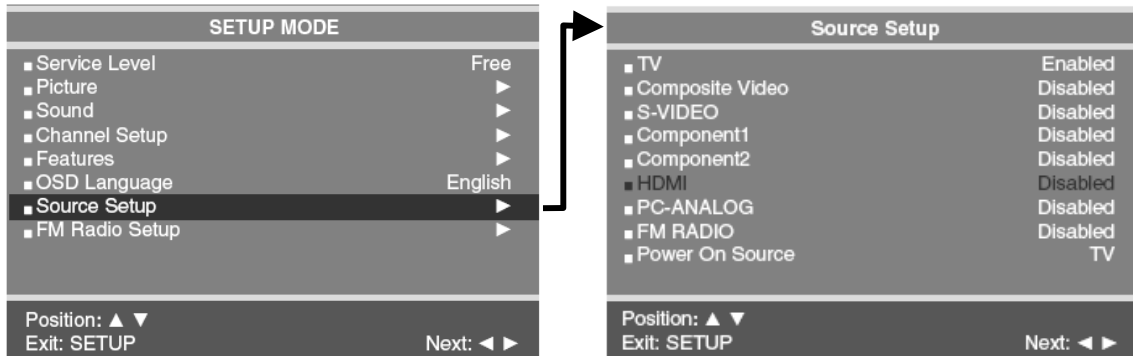 SETUP MODE
■ Service Level Free
■ Picture ►
■ Sound ►
■ Channel Setup ►
■ Features ►
■ OSD Language English
■ Source Setup ►
■ FM Radio Setup ►
Position: ▲ ▼
Exit: SETUP Next: ◄ ►
Source Setup
■ TV Enabled
■ Composite Video Disabled
■ S-VIDEO Disabled
■ Component1 Disabled
■ Component2 Disabled
■ HDMI Disabled
■ PC-ANALOG Disabled
■ FM RADIO Disabled
■ Power On Source TV
Position: ▲ ▼
Exit: SETUP Next: ◄ ►